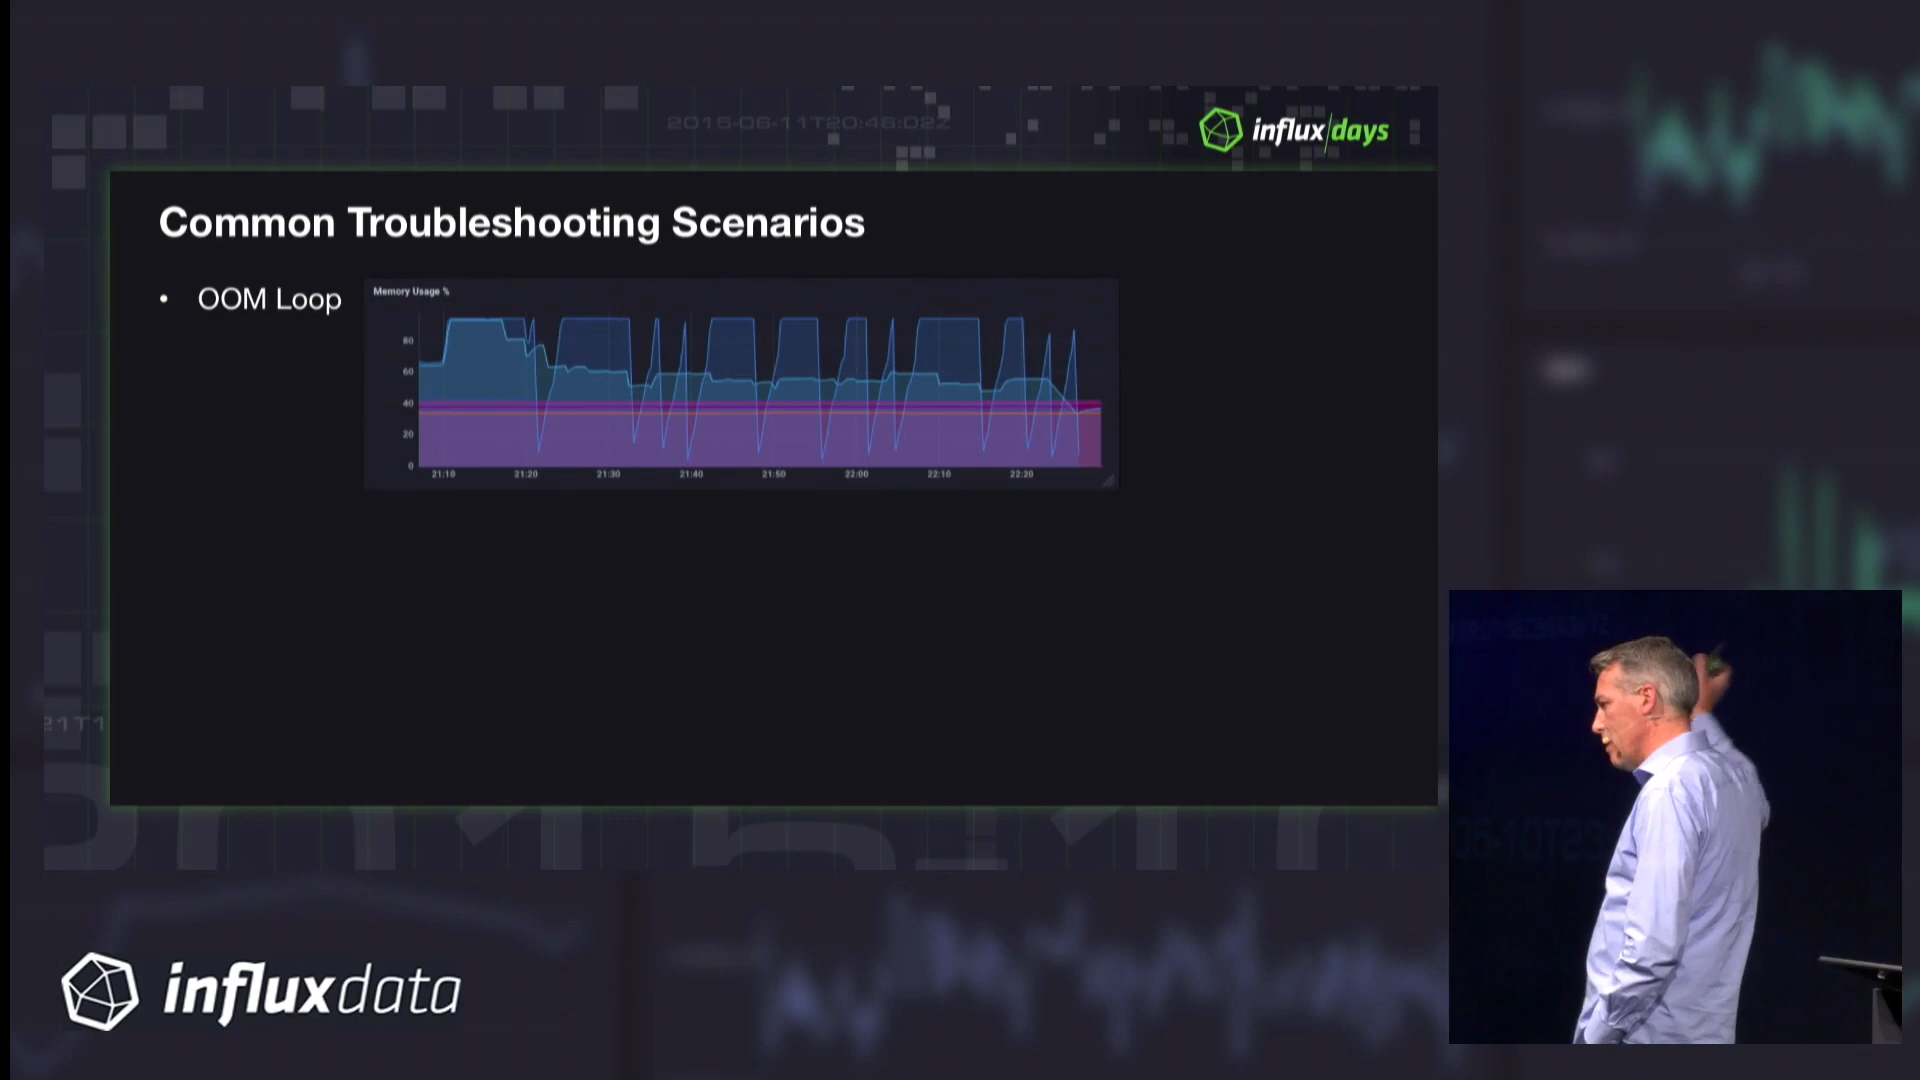 2015-06-11T20:46:02Z
influx/days
Common Troubleshooting Scenarios
• OOM Loop
Memory Usage %
80
60
40
20
0
21:10 21:20 21:30 21:40 21:50 22:00 22:10 22:20
21T1
influxdata